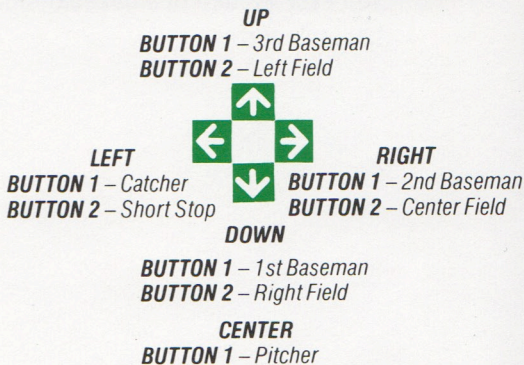 UP
BUTTON 1 – 3rd Baseman
BUTTON 2 – Left Field
LEFT
BUTTON 1 – Catcher
BUTTON 2 – Short Stop
RIGHT
BUTTON 1 – 2nd Baseman
BUTTON 2 – Center Field
DOWN
BUTTON 1 – 1st Baseman
BUTTON 2 – Right Field
CENTER
BUTTON 1 – Pitcher